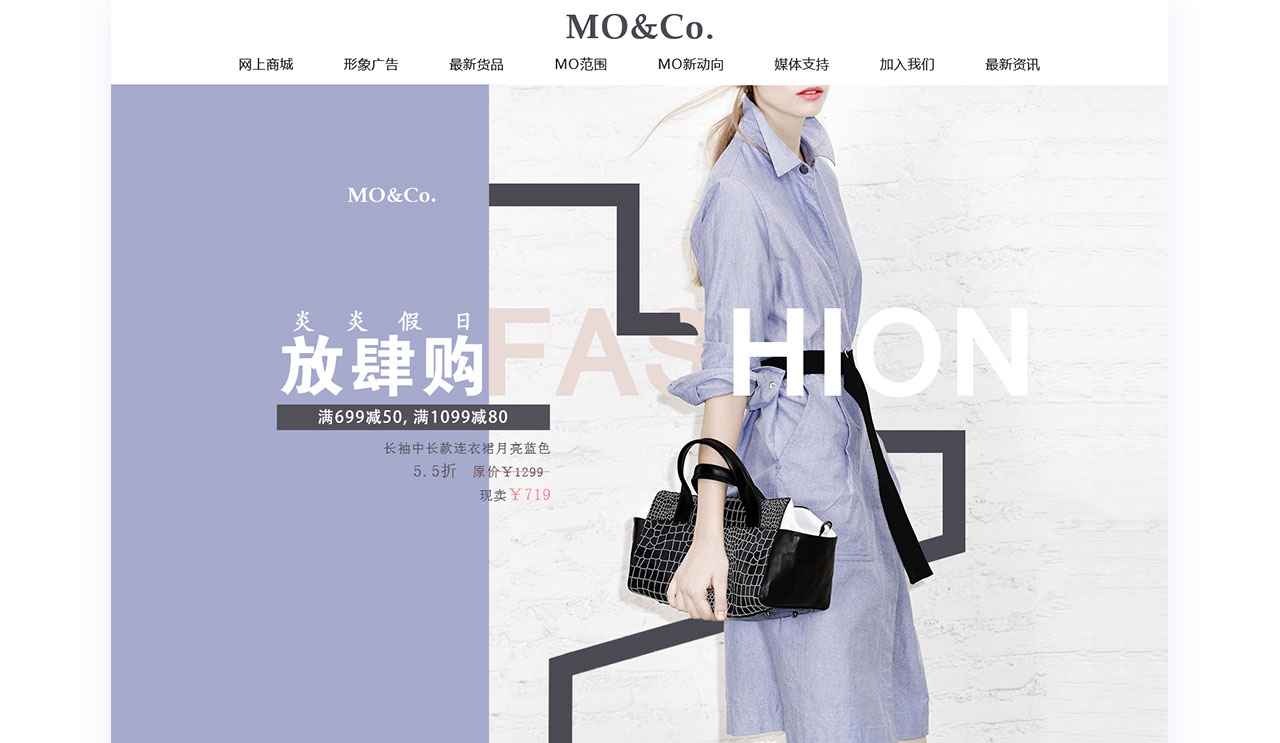 MO&Co.
网上商城 形象广告 最新货品 MO范围 MO新动向 媒体支持 加入我们 最新资讯
MO&Co.
炎炎假日
放肆购 FASHION
满699减50, 满1099减80
长袖中长款连衣裙月亮蓝色
5.5折 原价¥1299
现卖¥719